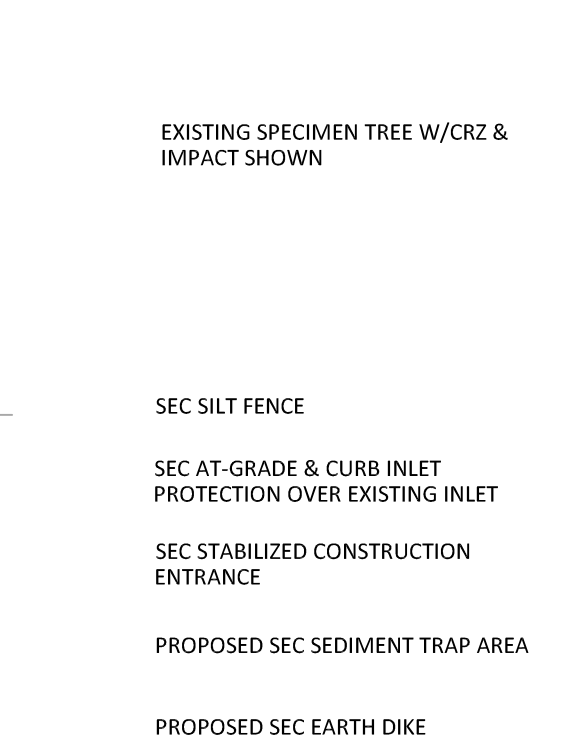 EXISTING SPECIMEN TREE W/CRZ &
IMPACT SHOWN
SEC SILT FENCE
SEC AT-GRADE & CURB INLET
PROTECTION OVER EXISTING INLET
SEC STABILIZED CONSTRUCTION
ENTRANCE
PROPOSED SEC SEDIMENT TRAP AREA
PROPOSED SEC EARTH DIKE